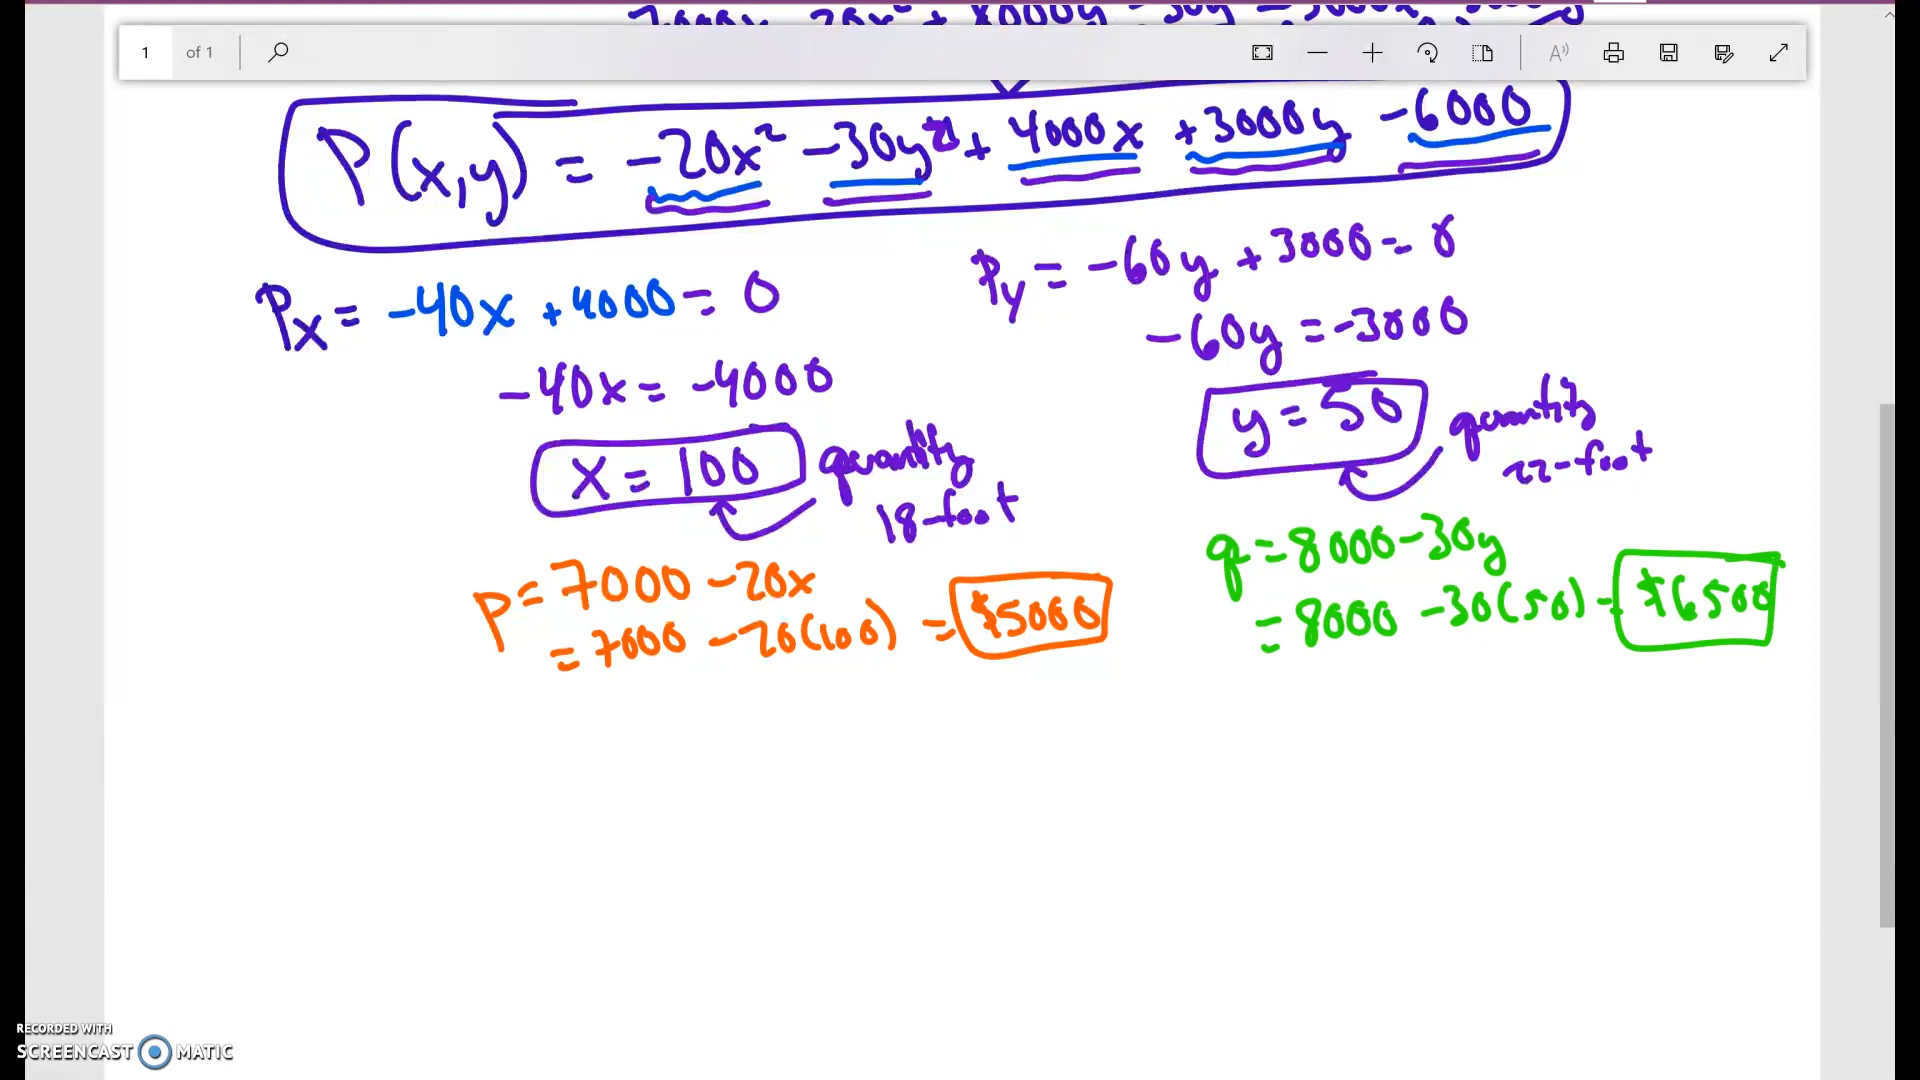 1 of 1
P(x,y) = -20x² -30y² + 4000x +3000y -6000
Px = -40x +4000 = 0
-40x = -4000
x = 100
quantity
18-foot
p = 7000 -20x
= 7000 -20(100) = $5000
Py = -60y +3000 = 0
-60y = -3000
y = 50
quantity
22-foot
q = 8000 -30y
= 8000 -30(50) = $6500
RECORDED WITH
SCREENCAST MATIC